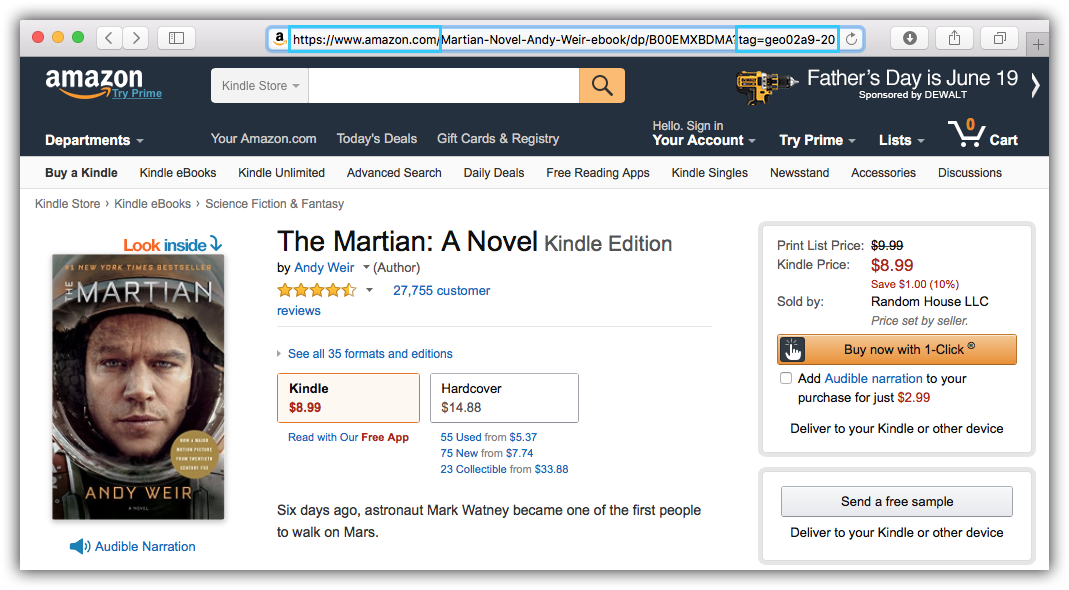 https://www.amazon.com/Martian-Novel-Andy-Weir-ebook/dp/B00EMXBDMA?tag=geo02a9-20
amazon
Try Prime
Kindle Store
Father's Day is June 19
Sponsored by DEWALT
Departments
Your Amazon.com Today's Deals Gift Cards & Registry
Hello. Sign in
Your Account
Try Prime
Lists
0
Cart
Buy a Kindle Kindle eBooks Kindle Unlimited Advanced Search Daily Deals Free Reading Apps Kindle Singles Newsstand Accessories Discussions
Kindle Store › Kindle eBooks › Science Fiction & Fantasy
Look inside
#1 NEW YORK TIMES BESTSELLER
THE
MARTIAN
NOW A MAJOR
MOTION PICTURE
FROM TWENTIETH
CENTURY FOX
ANDY WEIR
A NOVEL
Audible Narration
The Martian: A Novel Kindle Edition
by Andy Weir (Author)
27,755 customer
reviews
See all 35 formats and editions
Kindle
$8.99
Read with Our Free App
Hardcover
$14.88
55 Used from $5.37
75 New from $7.74
23 Collectible from $33.88
Six days ago, astronaut Mark Watney became one of the first people
to walk on Mars.
Print List Price: $9.99
Kindle Price: $8.99
Save $1.00 (10%)
Sold by: Random House LLC
Price set by seller.
Buy now with 1-Click ®
Add Audible narration to your
purchase for just $2.99
Deliver to your Kindle or other device
Send a free sample
Deliver to your Kindle or other device